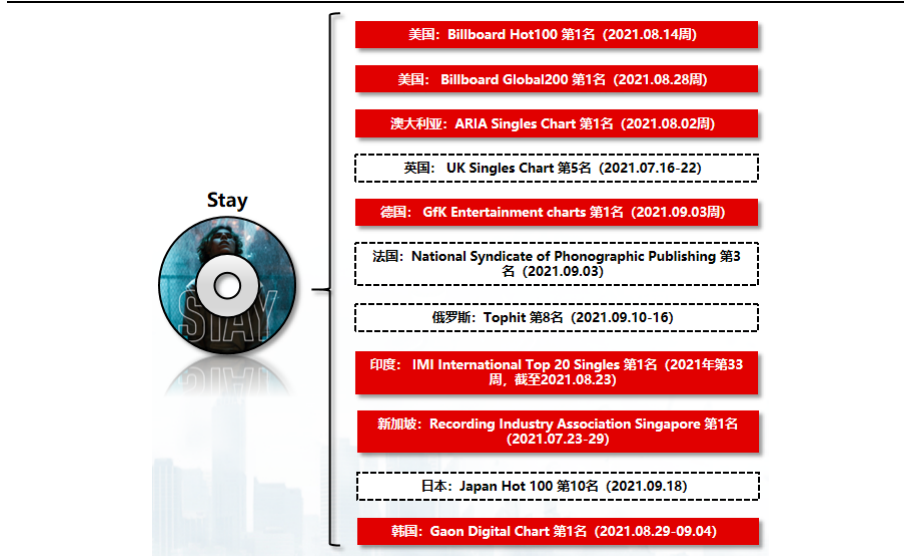 美国：Billboard Hot100 第1名（2021.08.14周）
美国： Billboard Global200 第1名（2021.08.28周）
澳大利亚：ARIA Singles Chart 第1名（2021.08.02周）
英国： UK Singles Chart 第5名（2021.07.16-22）
Stay
STAY
德国： GfK Entertainment charts 第1名（2021.09.03周）
法国：National Syndicate of Phonographic Publishing 第3
名（2021.09.03）
俄罗斯：Tophit 第8名（2021.09.10-16）
印度： IMI International Top 20 Singles 第1名（2021年第33
周，截至2021.08.23）
新加坡：Recording Industry Association Singapore 第1名
（2021.07.23-29）
日本：Japan Hot 100 第10名（2021.09.18）
韩国：Gaon Digital Chart 第1名（2021.08.29-09.04）